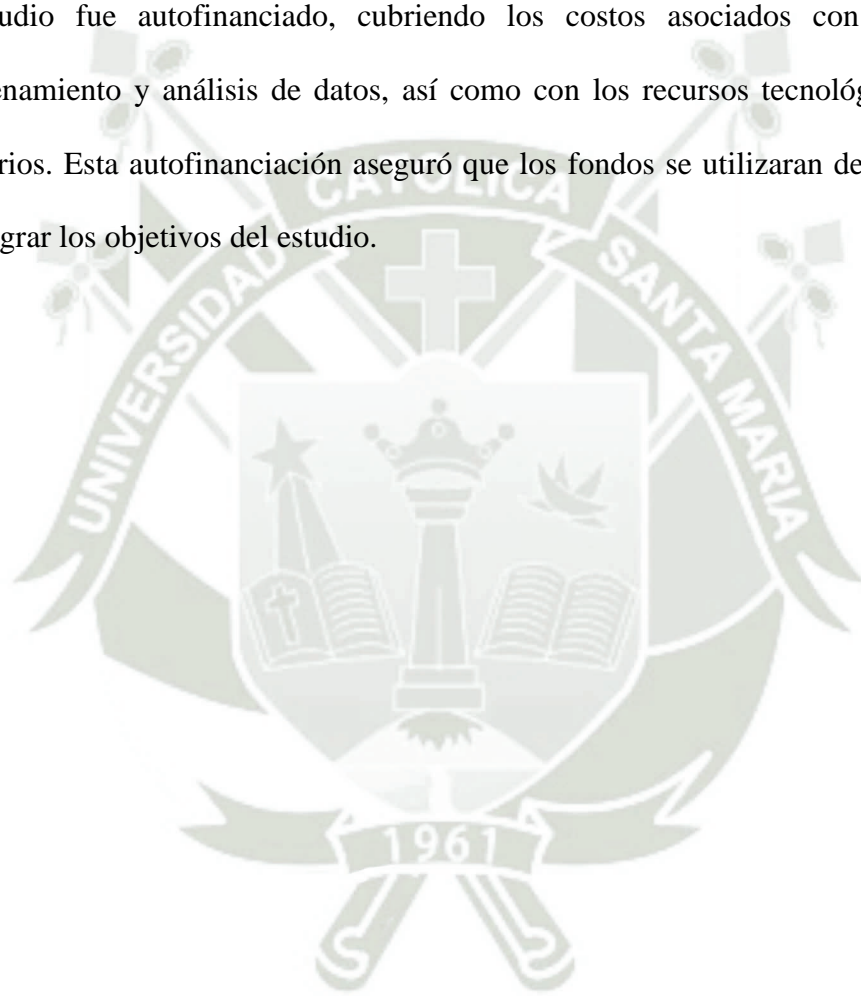 udio fue autofinanciado, cubriendo los costos asociados con
enamiento y análisis de datos, así como con los recursos tecnológ
rios. Esta autofinanciación aseguró que los fondos se utilizaran de
grar los objetivos del estudio.
UNIVERSIDAD CATOLICA SANTA MARIA
1961